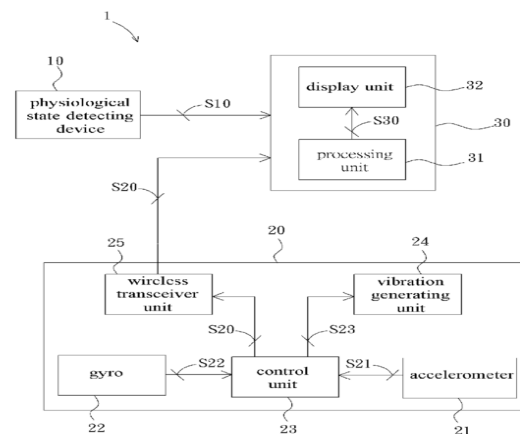 1
10
physiological
state detecting
device
S10
display unit
32
S30
30
processing
unit
31
S20
20
25
wireless
transceiver
unit
24
vibration
generating
unit
S20
S23
gyro
S22
control
unit
S21
accelerometer
22
23
21